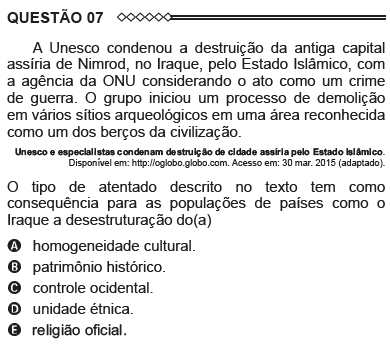 QUESTÃO 07
A Unesco condenou a destruição da antiga capital
assíria de Nimrod, no Iraque, pelo Estado Islâmico, com
a agência da ONU considerando o ato como um crime
de guerra. O grupo iniciou um processo de demolição
em vários sítios arqueológicos em uma área reconhecida
como um dos berços da civilização.
Unesco e especialistas condenam destruição de cidade assíria pelo Estado Islâmico.
Disponível em: http://oglobo.globo.com. Acesso em: 30 mar. 2015 (adaptado).
O tipo de atentado descrito no texto tem como
consequência para as populações de países como o
Iraque a desestruturação do(a)
A homogeneidade cultural.
B patrimônio histórico.
C controle ocidental.
D unidade étnica.
E religião oficial.